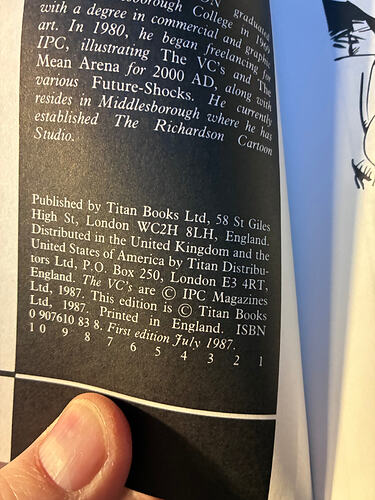 graduated
with a degree in commercial and graphic
art. In 1980, he began freelancing for
IPC, illustrating The VC's and The
Mean Arena for 2000 AD, along with
various Future-Shocks. He currently
resides in Middlesborough where he has
established The Richardson Cartoon
Studio.
Published by Titan Books Ltd, 58 St Giles
High St, London WC2H 8LH, England.
Distributed in the United Kingdom and the
United States of America by Titan Distribu-
tors Ltd, P.O. Box 250, London E3 4RT,
England. The VC's are © IPC Magazines
Ltd, 1987. This edition is © Titan Books
Ltd, 1987. Printed in England. ISBN
0 907610 83 8. First edition July 1987.
10 9 8 7 6 5 4 3 2 1